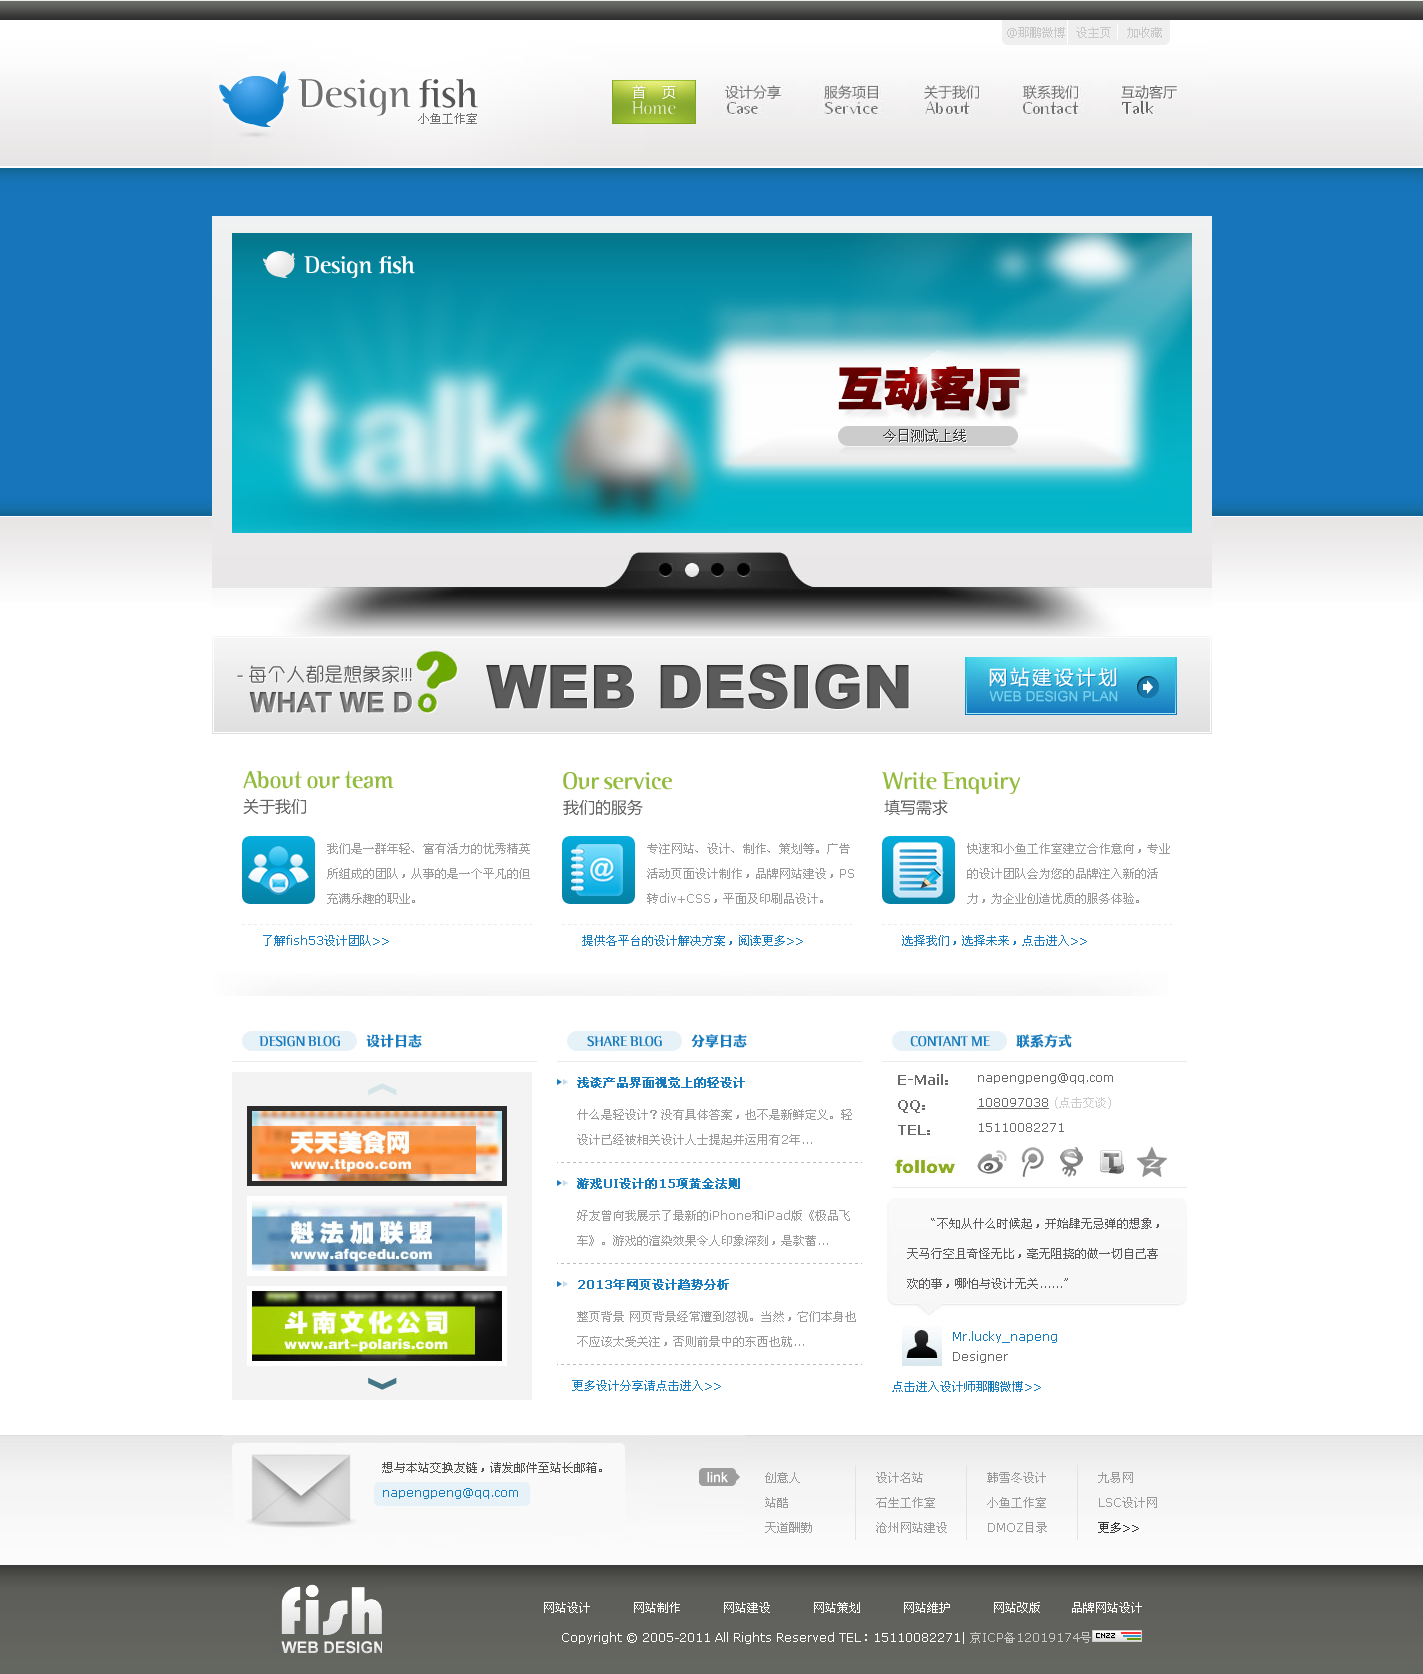 @那鹏微博 设主页 加收藏
Design fish
小鱼工作室
首 页 设计分享 服务项目 关于我们 联系我们 互动客厅
Home Case Service About Contact Talk
Design fish
talk
互动客厅
今日测试上线
- 每个人都是想象家!!!
WHAT WE DO?
WEB DESIGN
网站建设计划
WEB DESIGN PLAN
About our team
关于我们
我们是一群年轻、富有活力的优秀精英
所组成的团队，从事的是一个平凡的但
充满乐趣的职业。
了解fish53设计团队>>
Our service
我们的服务
专注网站、设计、制作、策划等。广告
活动页面设计制作，品牌网站建设，PS
转div+CSS，平面及印刷品设计。
提供各平台的设计解决方案，阅读更多>>
Write Enquiry
填写需求
快速和小鱼工作室建立合作意向，专业
的设计团队会为您的品牌注入新的活
力，为企业创造优质的服务体验。
选择我们，选择未来，点击进入>>
DESIGN BLOG 设计日志
天天美食网
www.ttpoo.com
魁法加联盟
www.afqcedu.com
斗南文化公司
www.art-polaris.com
SHARE BLOG 分享日志
浅谈产品界面视觉上的轻设计
什么是轻设计？没有具体答案，也不是新鲜定义。轻
设计已经被相关设计人士提起并运用有2年...
游戏UI设计的15项黄金法则
好友曾向我展示了最新的iPhone和iPad版《极品飞
车》。游戏的渲染效果令人印象深刻，是款蓄...
2013年网页设计趋势分析
整页背景 网页背景经常遭到忽视。当然，它们本身也
不应该太受关注，否则前景中的东西也就...
更多设计分享请点击进入>>
CONTANT ME 联系方式
E-Mail: napengpeng@qq.com
QQ: 108097038 (点击交谈)
TEL: 15110082271
follow
“不知从什么时候起，开始肆无忌弹的想象，
天马行空且奇怪无比，毫无阻挠的做一切自己喜
欢的事，哪怕与设计无关......”
Mr.lucky_napeng
Designer
点击进入设计师那鹏微博>>
想与本站交换友链，请发邮件至站长邮箱。
napengpeng@qq.com
link
创意人 设计名站 韩雪冬设计 九易网
站酷 石生工作室 小鱼工作室 LSC设计网
天道酬勤 沧州网站建设 DMOZ目录 更多>>
fish
WEB DESIGN
网站设计 网站制作 网站建设 网站策划 网站维护 网站改版 品牌网站设计
Copyright © 2005-2011 All Rights Reserved TEL：15110082271| 京ICP备12019174号 CNZZ